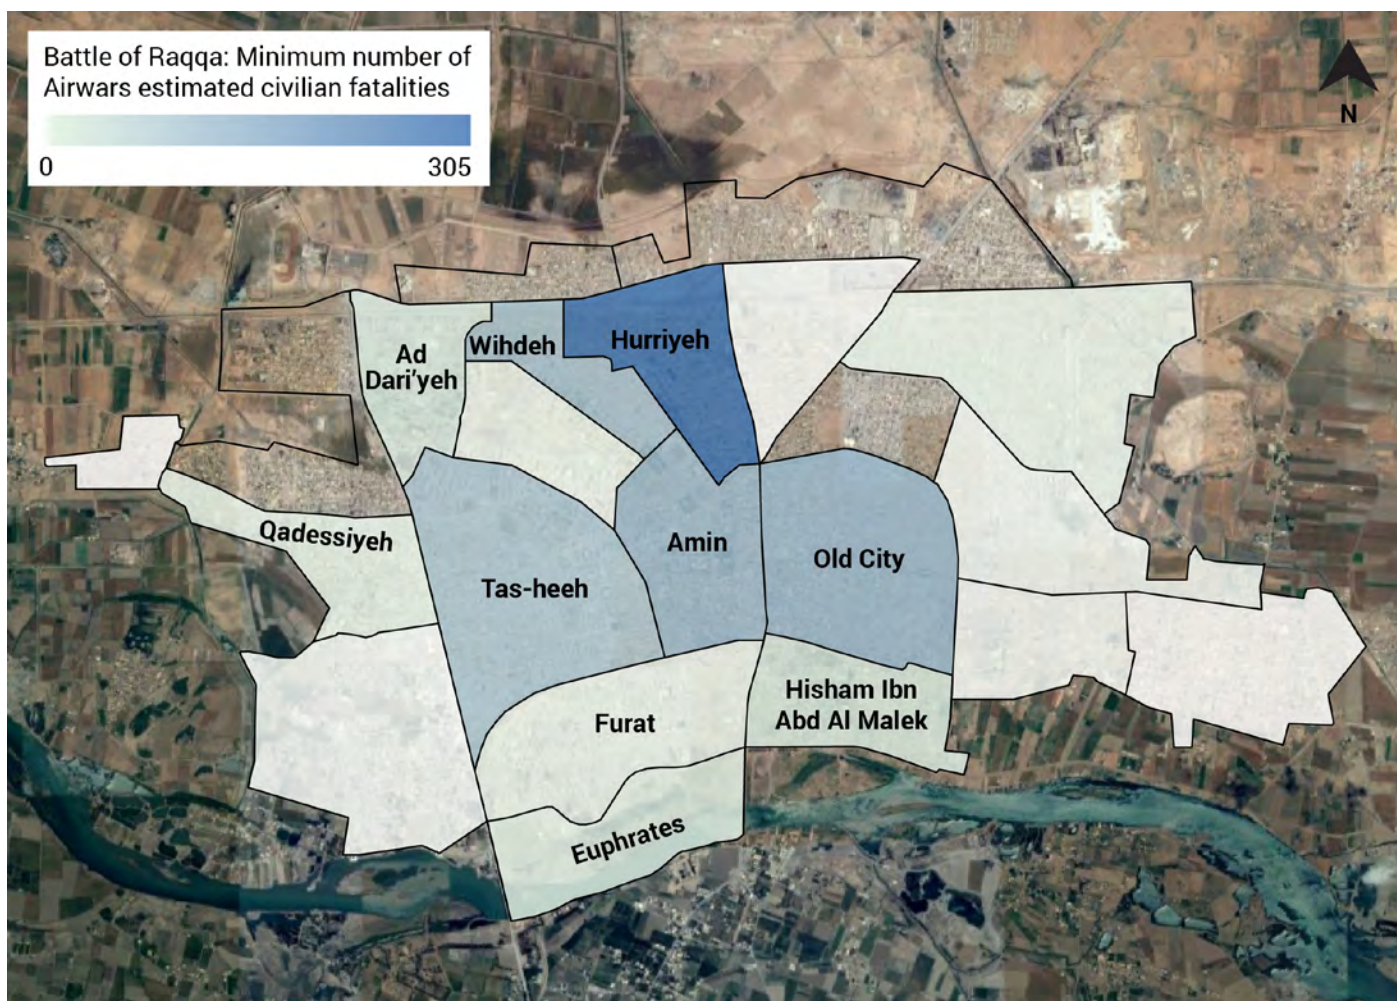 Battle of Raqqa: Minimum number of
Airwars estimated civilian fatalities
0 305
N
Wihdeh
Hurriyeh
Ad
Dari'yeh
Qadessiyeh
Amin
Old City
Tas-heeh
Hisham Ibn
Abd Al Malek
Furat
Euphrates